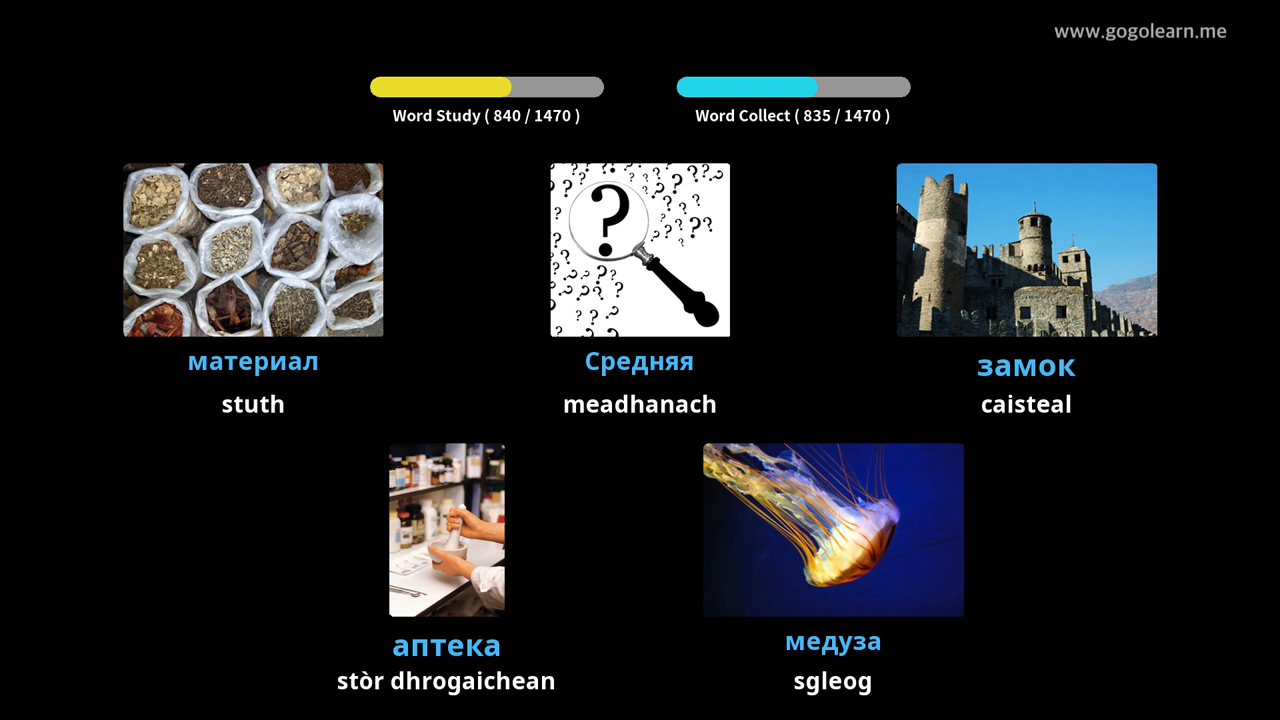 www.gogolearn.me
Word Study ( 840 / 1470 )
Word Collect ( 835 / 1470 )
материал
stuth
Средняя
meadhanach
замок
caisteal
аптека
stòr dhrogaichean
медуза
sgleog